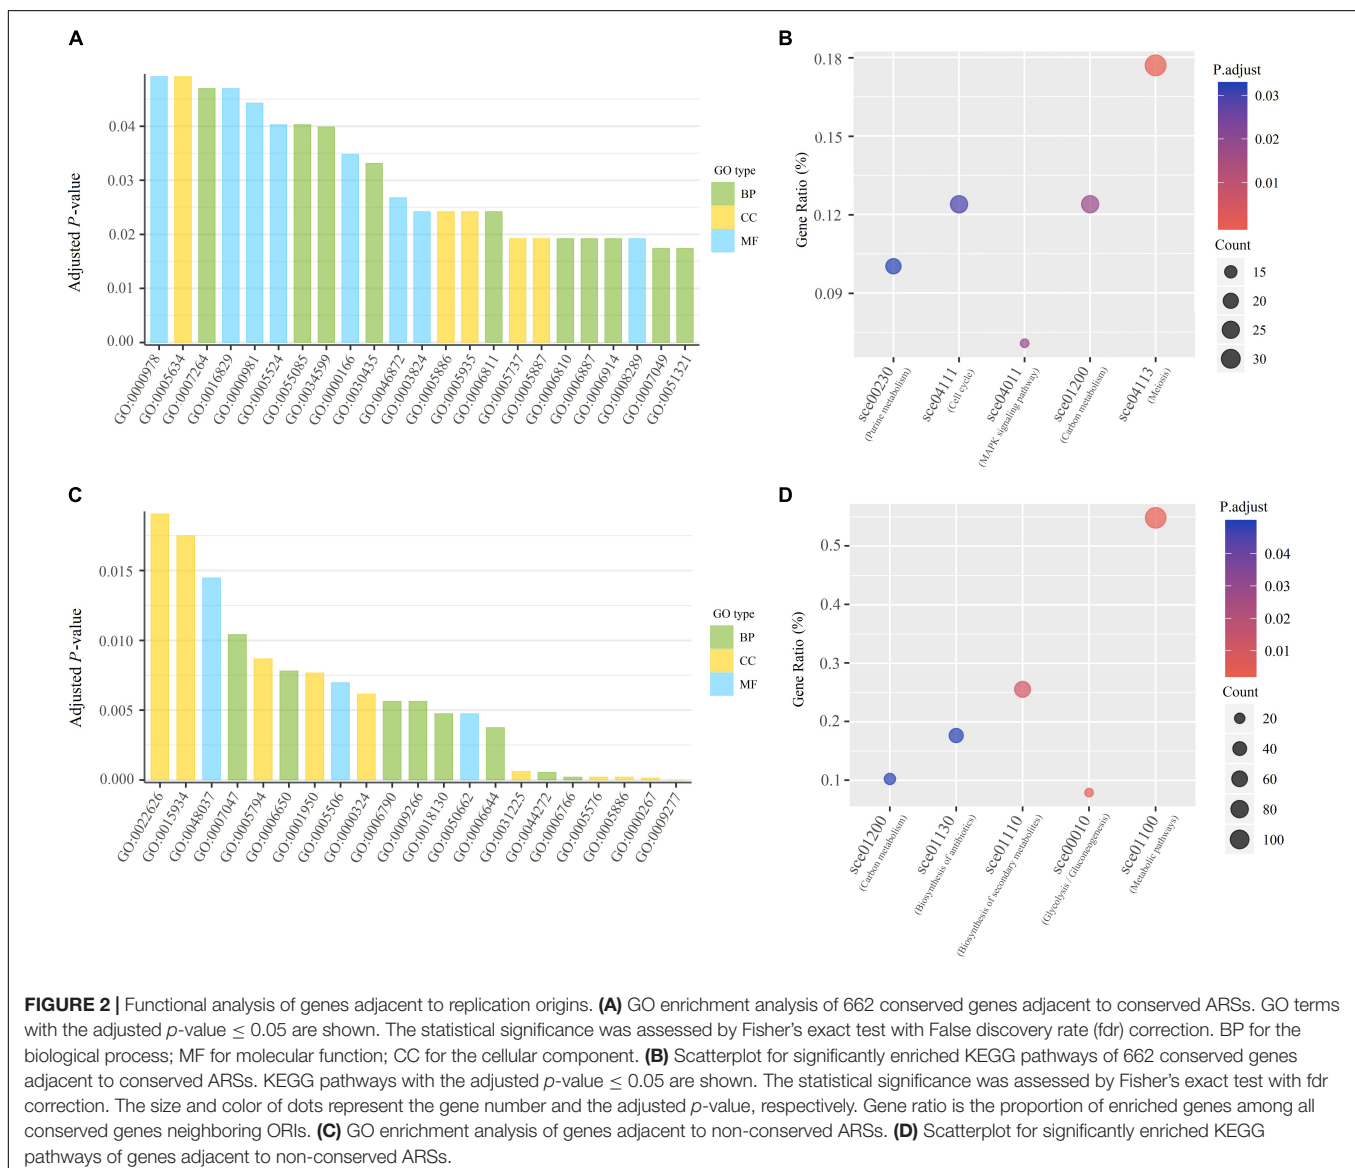 A
Adjusted P-value
0.04
0.03
0.02
0.01
0.00
GO:0000978
GO:0005634
GO:0007264
GO:0016829
GO:0000981
GO:0005524
GO:0055085
GO:0034599
GO:0000166
GO:0030435
GO:0046872
GO:0003824
GO:0005886
GO:0005935
GO:0006811
GO:0005737
GO:0005887
GO:0006810
GO:0006887
GO:0006914
GO:0008289
GO:0007049
GO:0051321
GO type
BP
CC
MF
B
Gene Ratio (%)
0.18
0.15
0.12
0.09
sce00230
(Purine metabolism)
sce04111
(Cell cycle)
sce04011
(MAPK signaling pathway)
sce01200
(Carbon metabolism)
sce04113
(Meiosis)
P.adjust
0.03
0.02
0.01
Count
15
20
25
30
C
Adjusted P-value
0.015
0.010
0.005
0.000
GO:0022626
GO:0015934
GO:0048037
GO:0007047
GO:0005794
GO:0006650
GO:0001950
GO:0005506
GO:0000324
GO:0006790
GO:0009266
GO:0018130
GO:0050662
GO:0006644
GO:0031225
GO:0044272
GO:0006766
GO:0005576
GO:0005886
GO:0000267
GO:0009277
GO type
BP
CC
MF
D
Gene Ratio (%)
0.5
0.4
0.3
0.2
0.1
sce01200
(Carbon metabolism)
sce01130
(Biosynthesis of antibiotics)
sce01110
(Biosynthesis of secondary metabolites)
sce00010
(Glycolysis / Gluconeogenesis)
sce01100
(Metabolic pathways)
P.adjust
0.04
0.03
0.02
0.01
Count
20
40
60
80
100
FIGURE 2 | Functional analysis of genes adjacent to replication origins. (A) GO enrichment analysis of 662 conserved genes adjacent to conserved ARSs. GO terms
with the adjusted p-value ≤ 0.05 are shown. The statistical significance was assessed by Fisher's exact test with False discovery rate (fdr) correction. BP for the
biological process; MF for molecular function; CC for the cellular component. (B) Scatterplot for significantly enriched KEGG pathways of 662 conserved genes
adjacent to conserved ARSs. KEGG pathways with the adjusted p-value ≤ 0.05 are shown. The statistical significance was assessed by Fisher's exact test with fdr
correction. The size and color of dots represent the gene number and the adjusted p-value, respectively. Gene ratio is the proportion of enriched genes among all
conserved genes neighboring ORIs. (C) GO enrichment analysis of genes adjacent to non-conserved ARSs. (D) Scatterplot for significantly enriched KEGG
pathways of genes adjacent to non-conserved ARSs.